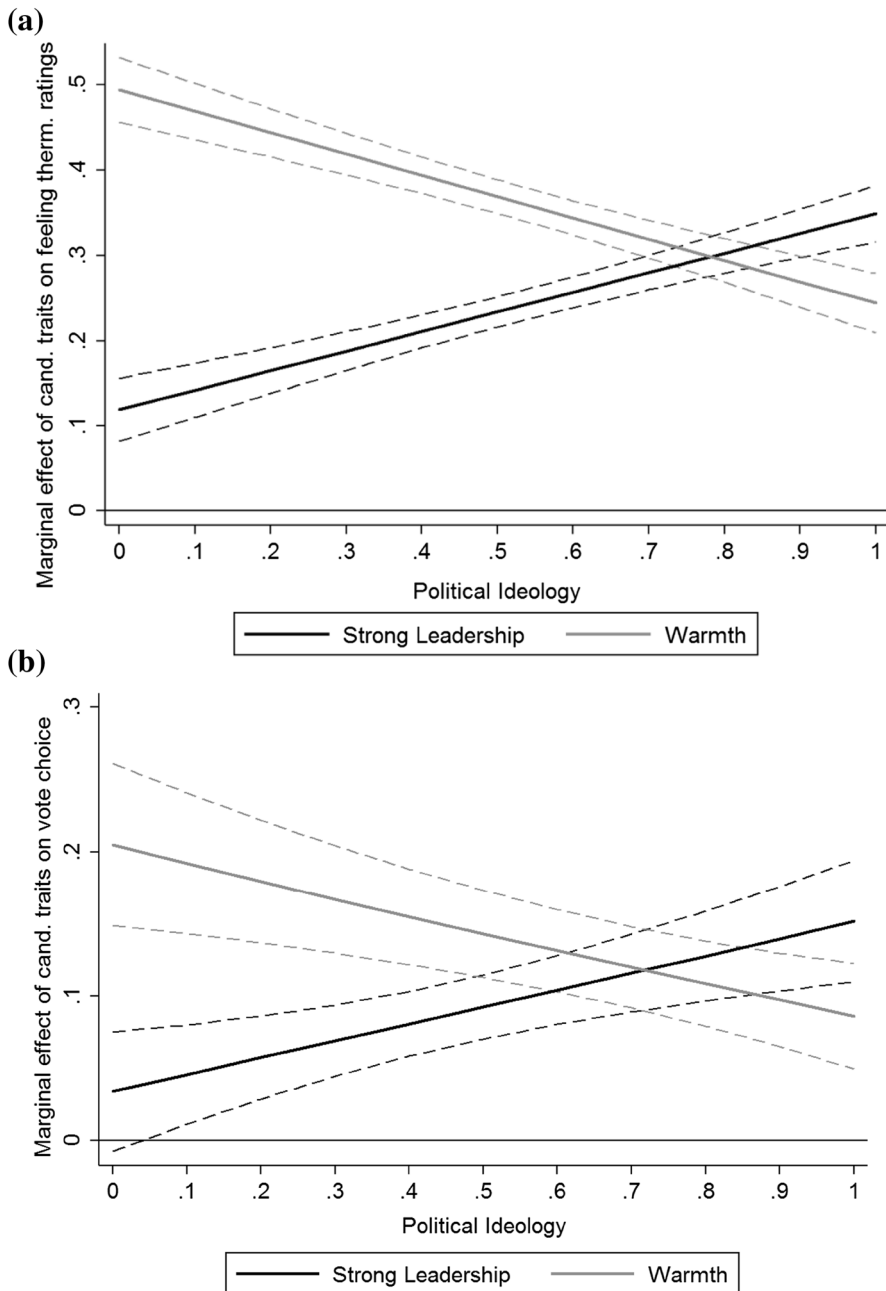 (a)
Marginal effect of cand. traits on feeling therm. ratings
.5
.4
.3
.2
.1
0
0 .1 .2 .3 .4 .5 .6 .7 .8 .9 1
Political Ideology
Strong Leadership Warmth
(b)
Marginal effect of cand. traits on vote choice
.3
.2
.1
0
0 .1 .2 .3 .4 .5 .6 .7 .8 .9 1
Political Ideology
Strong Leadership Warmth